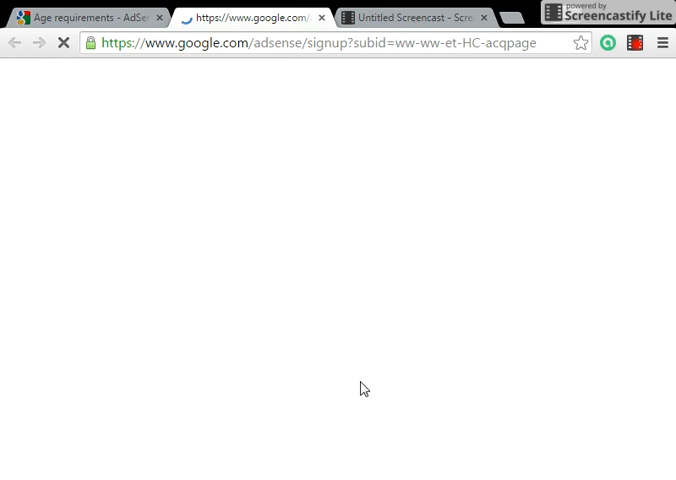 Age requirements - AdSen
https://www.google.com/
Untitled Screencast - Scre
powered by
Screencastify Lite
https://www.google.com/adsense/signup?subid=ww-ww-et-HC-acqpage